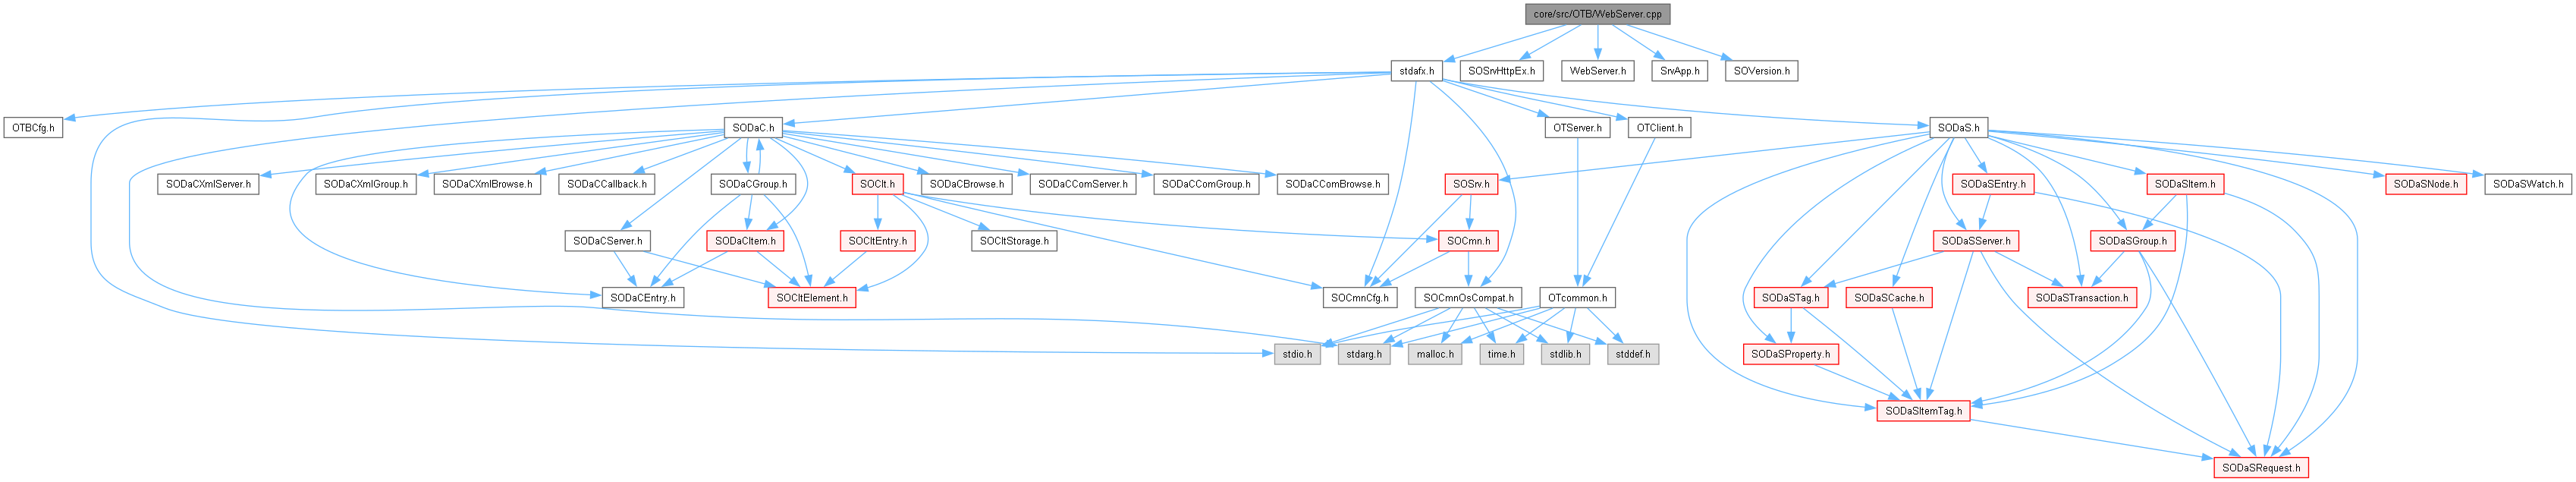 core/src/OTB/WebServer.cpp
stdafx.h
SOSrvHttpEx.h
WebServer.h
SrvApp.h
SOVersion.h
OTBCfg.h
SODaC.h
OTServer.h
OTClient.h
SODaS.h
SODaCXmlServer.h
SODaCXmlGroup.h
SODaCXmlBrowse.h
SODaCCallback.h
SODaCGroup.h
SOClt.h
SODaCBrowse.h
SODaCComServer.h
SODaCComGroup.h
SODaCComBrowse.h
SOSrv.h
SODaSEntry.h
SODaSItem.h
SODaSNode.h
SODaSWatch.h
SODaCServer.h
SODaCItem.h
SOCltEntry.h
SOCltStorage.h
SOCmn.h
SODaSServer.h
SODaSGroup.h
SODaCEntry.h
SOCltElement.h
SOCmnCfg.h
SOCmnOsCompat.h
OTcommon.h
SODaSTag.h
SODaSCache.h
SODaSTransaction.h
stdio.h
stdarg.h
malloc.h
time.h
stdlib.h
stddef.h
SODaSProperty.h
SODaSItemTag.h
SODaSRequest.h